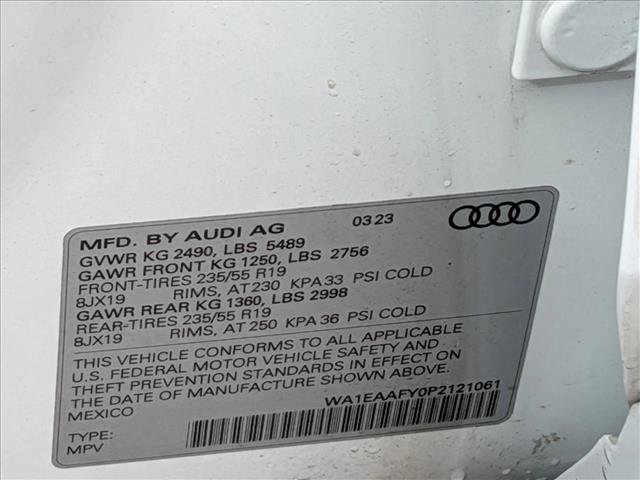 MFD. BY AUDI AG 03 23
GVWR KG 2490, LBS 5489
GAWR FRONT KG 1250, LBS 2756
FRONT-TIRES 235/55 R19
8JX19 RIMS, AT 230 KPA 33 PSI COLD
GAWR REAR KG 1360, LBS 2998
REAR-TIRES 235/55 R19
8JX19 RIMS, AT 250 KPA 36 PSI COLD
THIS VEHICLE CONFORMS TO ALL APPLICABLE
U.S. FEDERAL MOTOR VEHICLE SAFETY AND
THEFT PREVENTION STANDARDS IN EFFECT ON
THE DATE OF MANUFACTURE SHOWN ABOVE.
MEXICO WA1EAAFY0P2121061
TYPE:
MPV